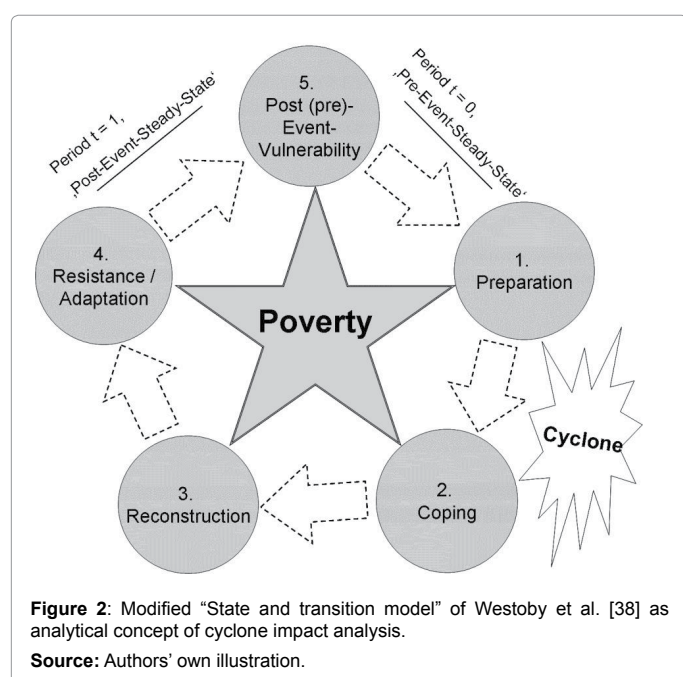 5.
Post (pre)-
Event-
Vulnerability
Period t = 0,
‚Pre-Event-Steady-State‘
1.
Preparation
Cyclone
2.
Coping
3.
Reconstruction
4.
Resistance /
Adaptation
Period t = 1,
‚Post-Event-Steady-State‘
Poverty
Figure 2: Modified “State and transition model” of Westoby et al. [38] as
analytical concept of cyclone impact analysis.
Source: Authors’ own illustration.